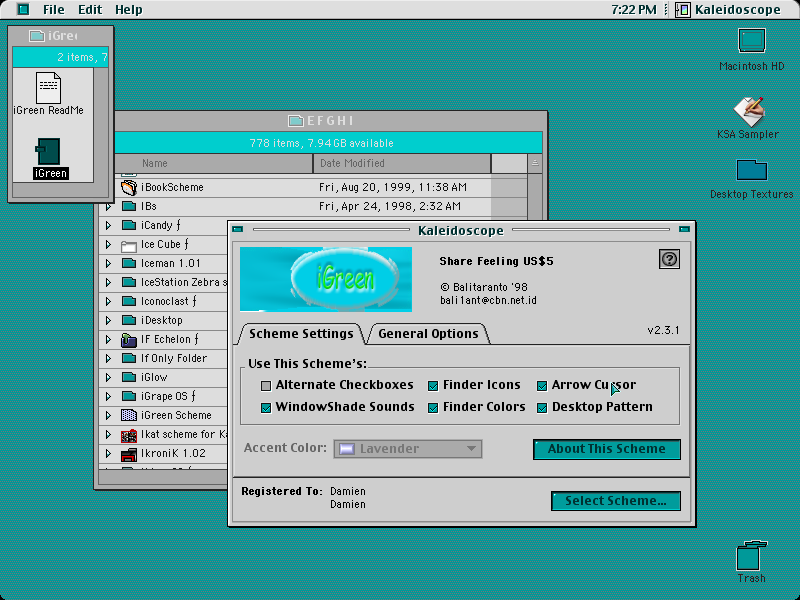 File Edit Help
7:22 PM Kaleidoscope
iGre
2 items, 7
iGreen ReadMe
iGreen
Macintosh HD
KSA Sampler
Desktop Textures
Trash
EFGHI
778 items, 7.94 GB available
Name Date Modified
iBookScheme Fri, Aug 20, 1999, 11:38 AM
IBs Fri, Apr 24, 1998, 2:32 AM
iCandy ƒ
Ice Cube ƒ
Iceman 1.01
IceStation Zebra s
Iconoclast ƒ
iDesktop
IF Echelon ƒ
If Only Folder
iGlow
iGrape OS ƒ
iGreen Scheme
Ikat scheme for Ka
IkroniK 1.02
Kaleidoscope
iGreen
Share Feeling US$5
© Balitaranto '98
bali1ant@cbn.net.id
v2.3.1
Scheme Settings
General Options
Use This Scheme's:
Alternate Checkboxes Finder Icons Arrow Cursor
WindowShade Sounds Finder Colors Desktop Pattern
Accent Color: Lavender
About This Scheme
Registered To: Damien
Damien
Select Scheme...